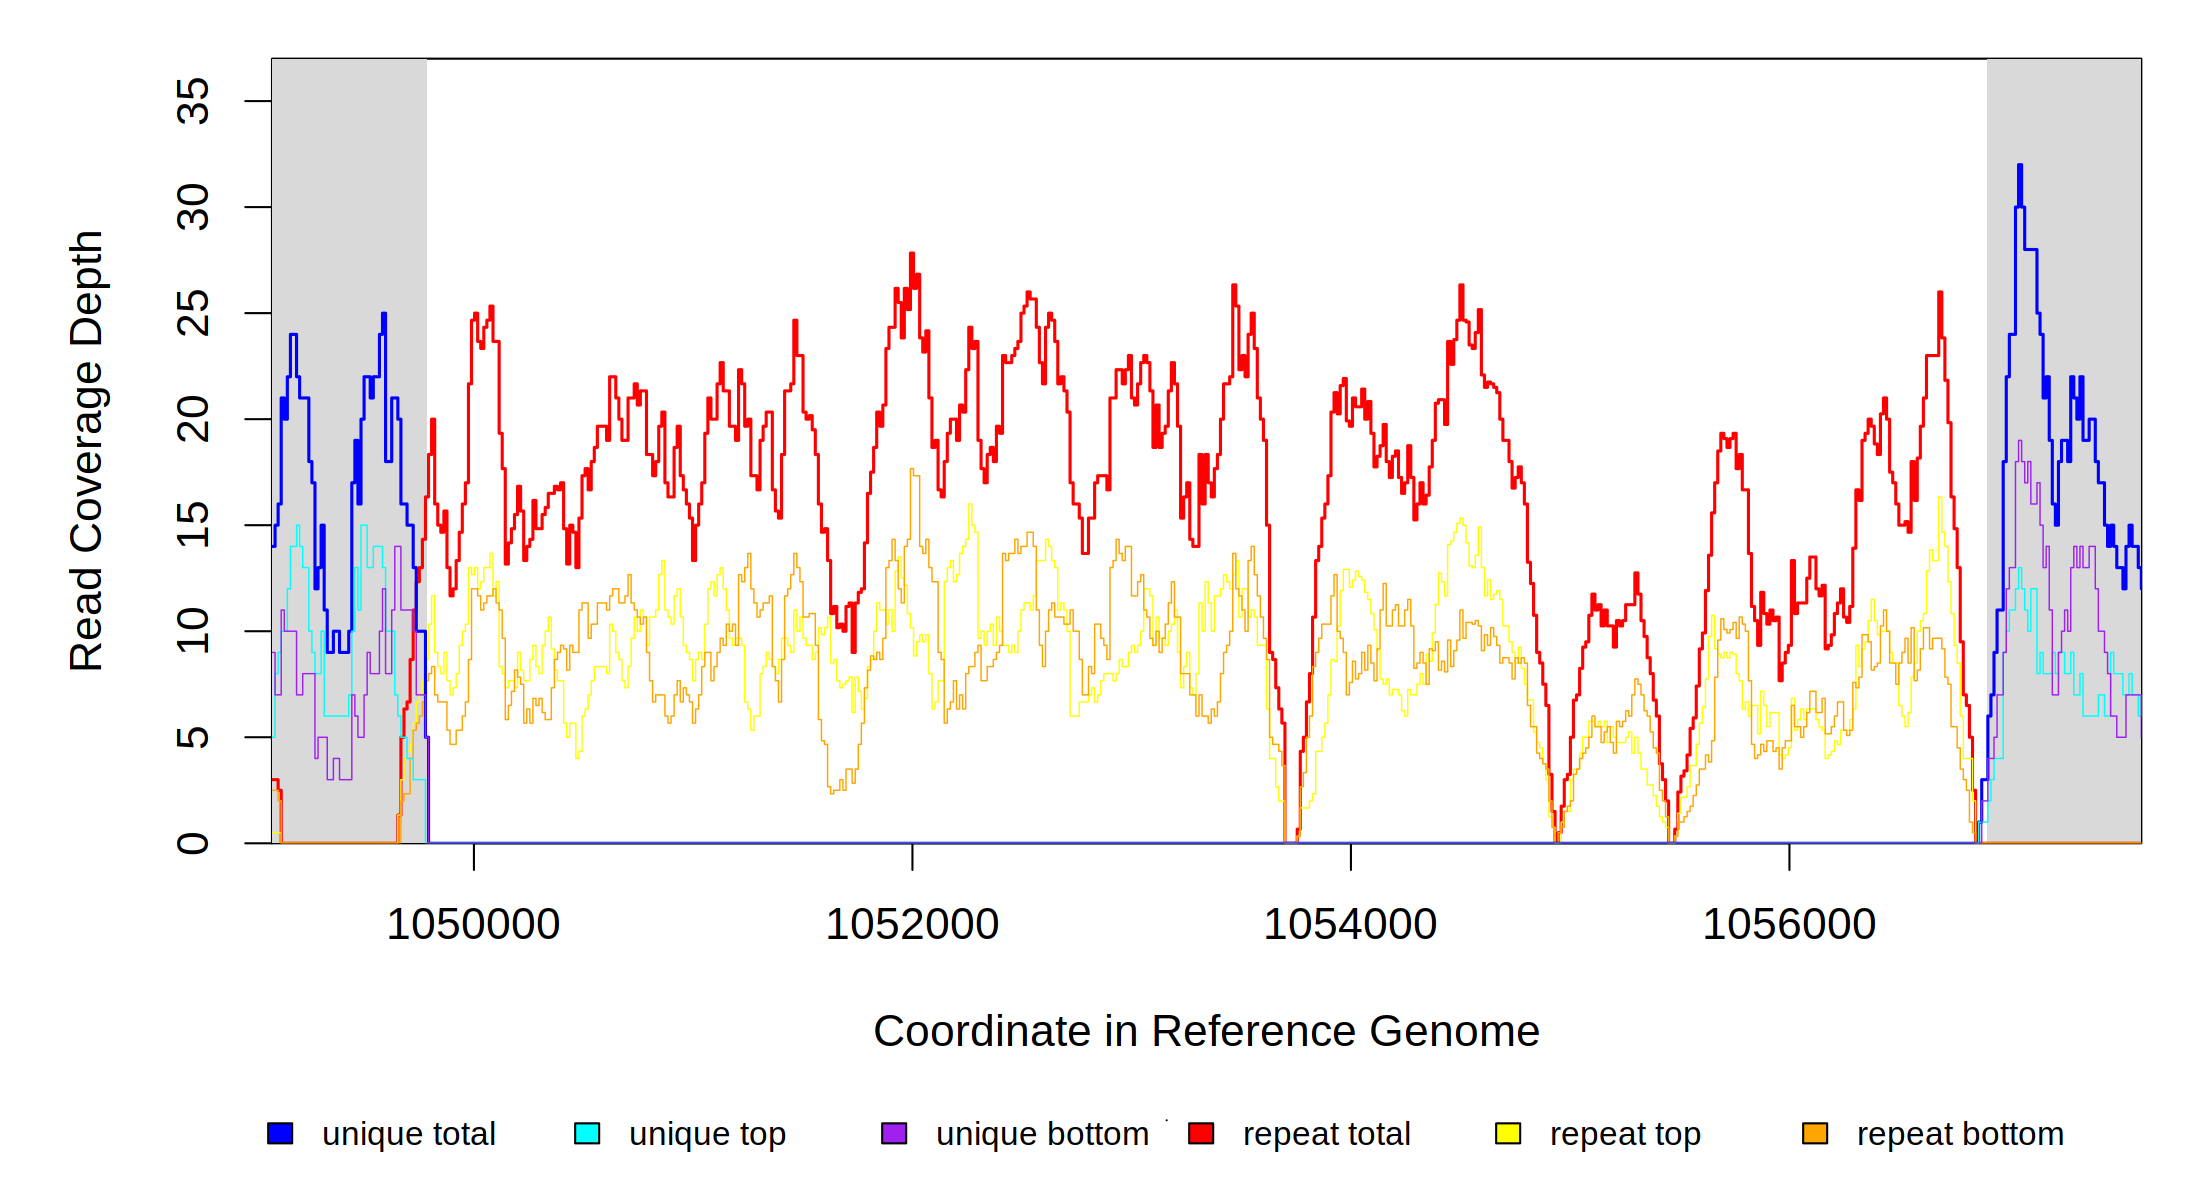 Read Coverage Depth
35
30
25
20
15
10
5
0
1050000 1052000 1054000 1056000
Coordinate in Reference Genome
unique total unique top unique bottom repeat total repeat top repeat bottom